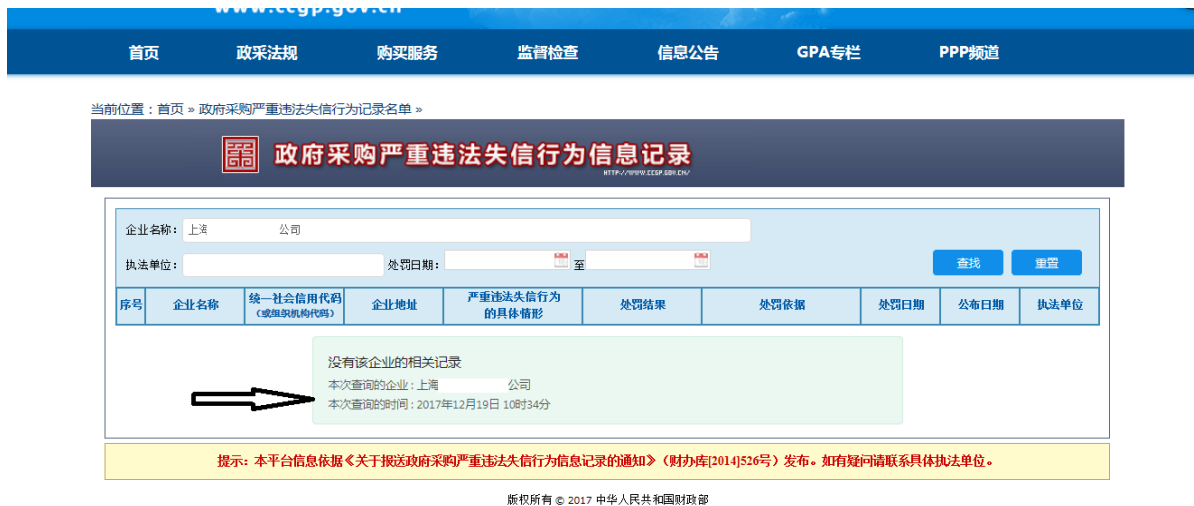 www.ccgp.gov.cn
首页 政采法规 购买服务 监督检查 信息公告 GPA专栏 PPP频道
当前位置：首页 » 政府采购严重违法失信行为记录名单 »
政府采购严重违法失信行为信息记录
HTTP://WWW.CCGP.GOV.CN/
企业名称： 上海 公司
执法单位： 处罚日期： 至 查找 重置
序号 企业名称 统一社会信用代码 （或组织机构代码） 企业地址 严重违法失信行为 的具体情形 处罚结果 处罚依据 处罚日期 公布日期 执法单位
没有该企业的相关记录
本次查询的企业 : 上海 公司
本次查询的时间 : 2017年12月19日 10时34分
提示：本平台信息依据《关于报送政府采购严重违法失信行为信息记录的通知》（财办库[2014]526号）发布。如有疑问请联系具体执法单位。
版权所有 © 2017 中华人民共和国财政部